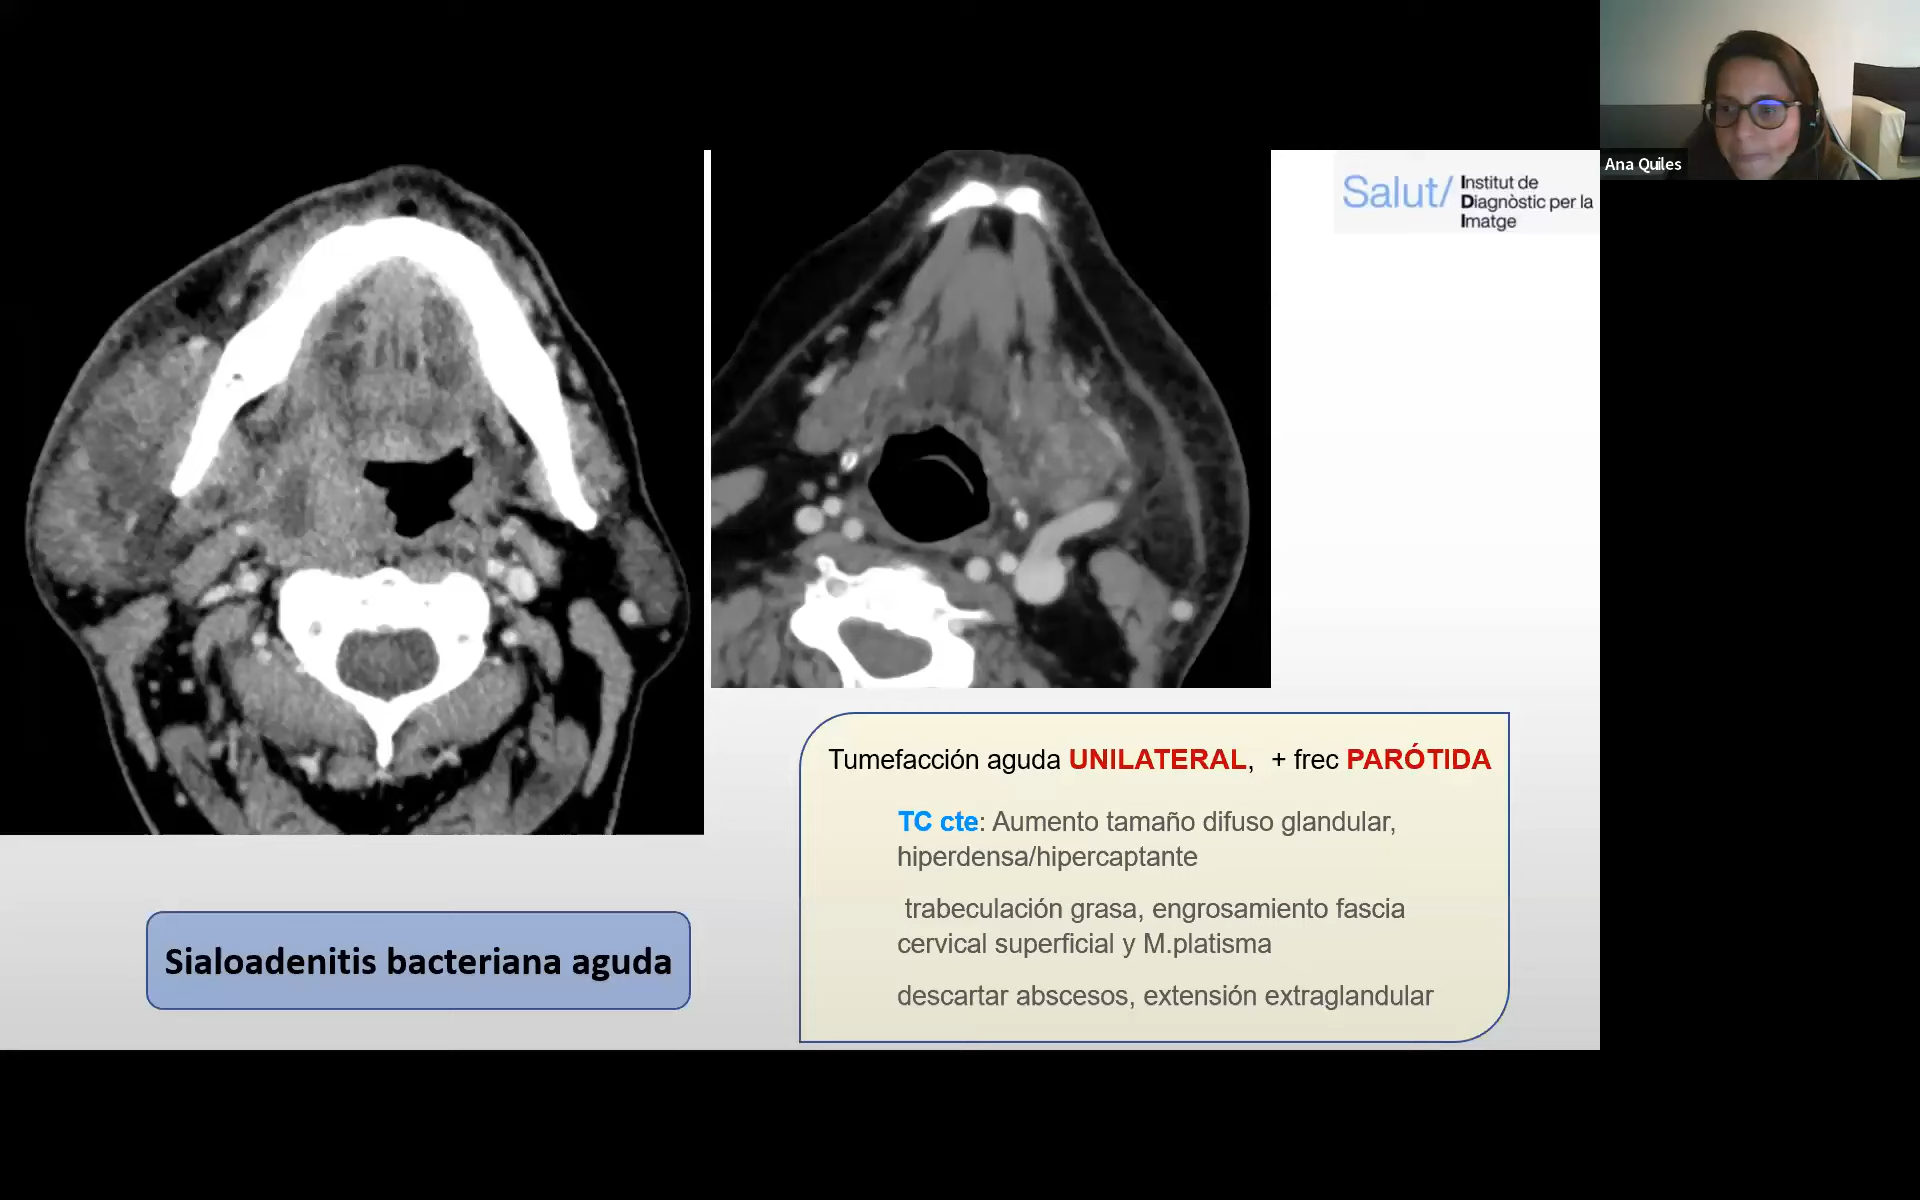 Ana Quiles
Salut/ Institut de
Diagnòstic per la
Imatge
Tumefacción aguda UNILATERAL, + frec PARÓTIDA
TC cte: Aumento tamaño difuso glandular,
hiperdensa/hipercaptante
trabeculación grasa, engrosamiento fascia
cervical superficial y M.platisma
descartar abscesos, extensión extraglandular
Sialoadenitis bacteriana aguda